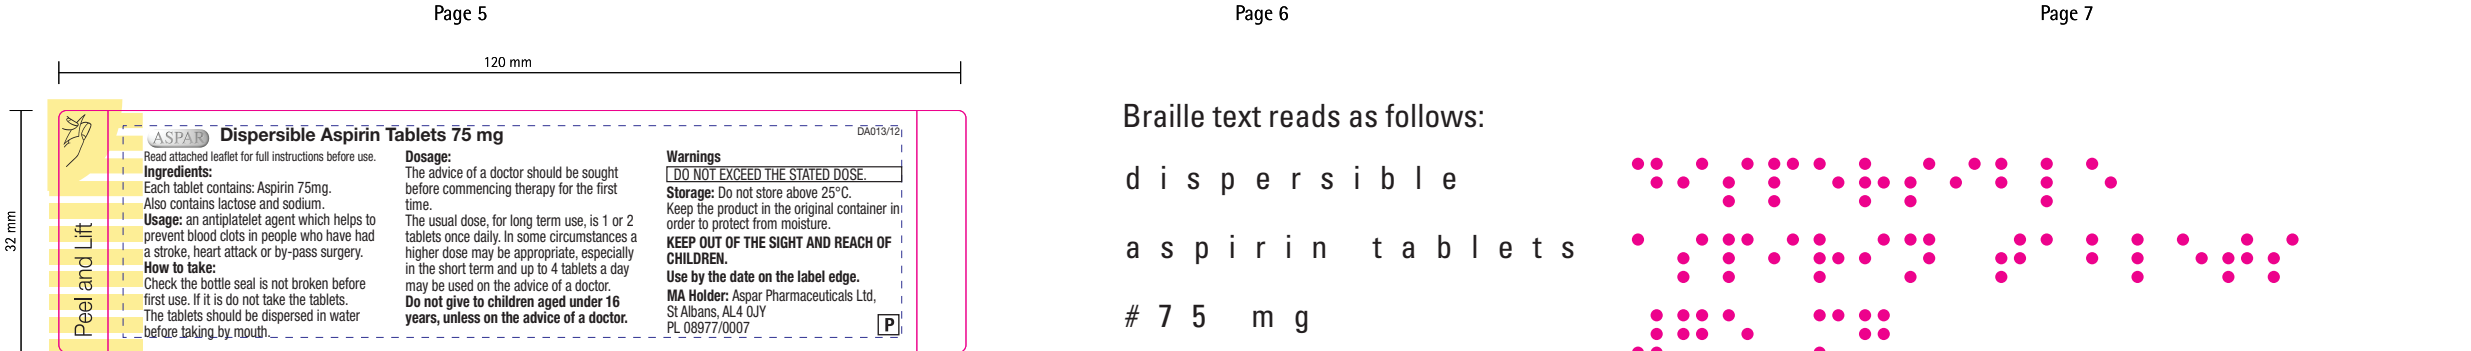 Page 5
Page 6
Page 7
120 mm
32 mm
Peel and Lift
ASPAR
Dispersible Aspirin Tablets 75 mg
DA013/12
Read attached leaflet for full instructions before use.
Ingredients:
Each tablet contains: Aspirin 75mg.
Also contains lactose and sodium.
Usage: an antiplatelet agent which helps to
prevent blood clots in people who have had
a stroke, heart attack or by-pass surgery.
How to take:
Check the bottle seal is not broken before
first use. If it is do not take the tablets.
The tablets should be dispersed in water
before taking by mouth.
Dosage:
The advice of a doctor should be sought
before commencing therapy for the first
time.
The usual dose, for long term use, is 1 or 2
tablets once daily. In some circumstances a
higher dose may be appropriate, especially
in the short term and up to 4 tablets a day
may be used on the advice of a doctor.
Do not give to children aged under 16
years, unless on the advice of a doctor.
Warnings
DO NOT EXCEED THE STATED DOSE.
Storage: Do not store above 25°C.
Keep the product in the original container in
order to protect from moisture.
KEEP OUT OF THE SIGHT AND REACH OF
CHILDREN.
Use by the date on the label edge.
MA Holder: Aspar Pharmaceuticals Ltd,
St Albans, AL4 0JY
PL 08977/0007
P
Braille text reads as follows:
d i s p e r s i b l e
a s p i r i n t a b l e t s
# 7 5 m g